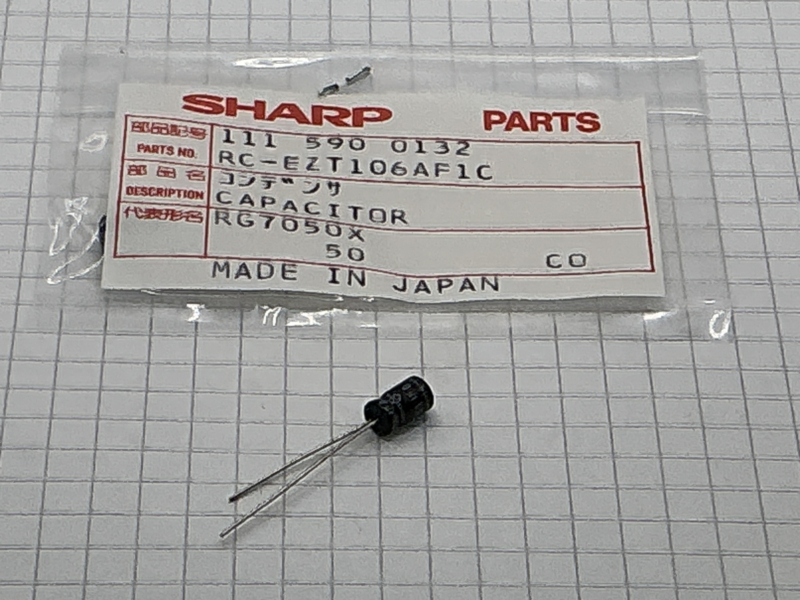 SHARP PARTS
部品記号 111 590 0132
PARTS NO. RC-EZT106AF1C
部品名 コンデンサ
DESCRIPTION CAPACITOR
代表形名 RG7050X
50 CO
MADE IN JAPAN